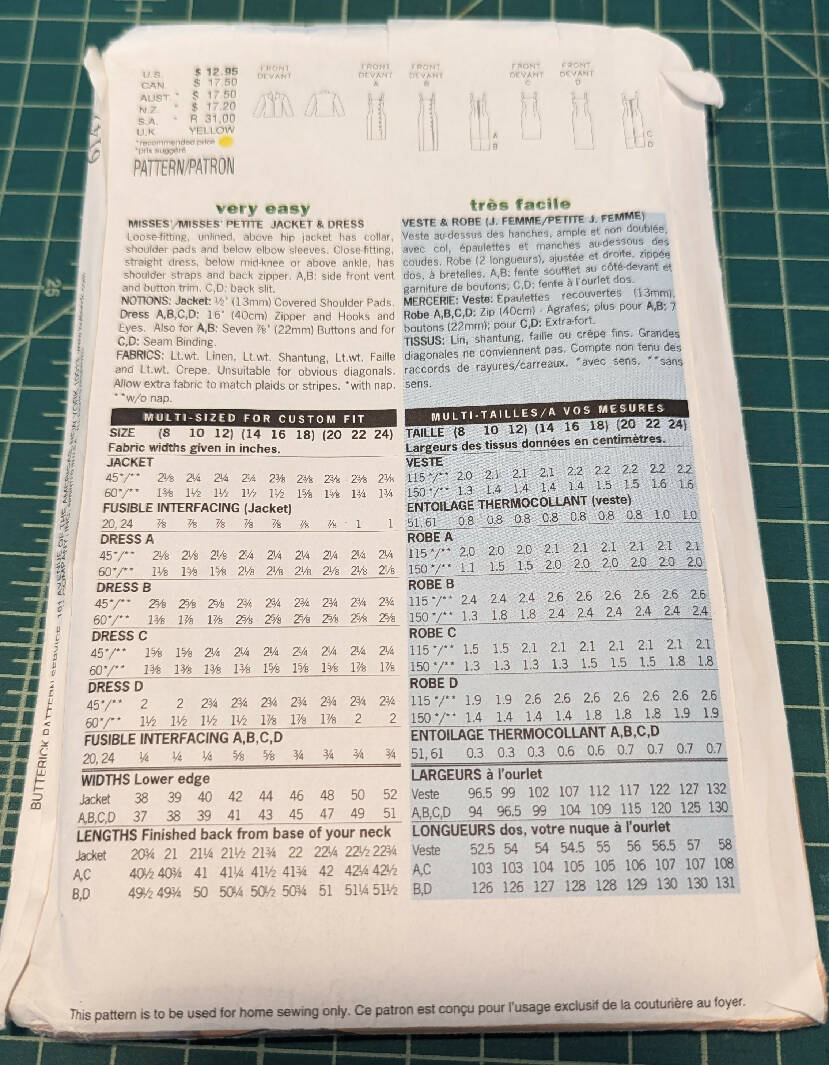 U.S. $ 12.95
CAN. $ 17.50
AUST. * $ 17.50
N.Z. * $ 17.20
S.A. * R 31,00
U.K. YELLOW
*recommended price
*prix suggéré
PATTERN/PATRON
FRONT DEVANT
FRONT DEVANT A
FRONT DEVANT B
A
B
FRONT DEVANT C
FRONT DEVANT D
C
D
very easy
MISSES'/MISSES' PETITE JACKET & DRESS
Loose-fitting, unlined, above hip jacket has collar,
shoulder pads and below elbow sleeves. Close-fitting,
straight dress, below mid-knee or above ankle, has
shoulder straps and back zipper. A,B: side front vent
and button trim. C,D: back slit.
NOTIONS: Jacket: ½" (13mm) Covered Shoulder Pads.
Dress A,B,C,D: 16" (40cm) Zipper and Hooks and
Eyes. Also for A,B: Seven ⅞" (22mm) Buttons and for
C,D: Seam Binding.
FABRICS: Lt.wt. Linen, Lt.wt. Shantung, Lt.wt. Faille
and Lt.wt. Crepe. Unsuitable for obvious diagonals.
Allow extra fabric to match plaids or stripes. *with nap.
**w/o nap.
MULTI-SIZED FOR CUSTOM FIT
SIZE (8 10 12) (14 16 18) (20 22 24)
Fabric widths given in inches.
JACKET
45*/** 2⅛ 2¼ 2¼ 2¼ 2⅜ 2⅜ 2⅜ 2⅜ 2⅜
60*/** 1⅜ 1½ 1½ 1½ 1½ 1⅝ 1⅝ 1¾ 1¾
FUSIBLE INTERFACING (Jacket)
20, 24 ⅞ ⅞ ⅞ ⅞ ⅞ ⅞ ⅞ 1 1
DRESS A
45*/** 2⅛ 2⅛ 2⅛ 2¼ 2¼ 2¼ 2¼ 2¼ 2¼
60*/** 1⅛ 1⅝ 1⅝ 2⅛ 2⅛ 2⅛ 2⅛ 2⅛ 2⅛
DRESS B
45*/** 2⅝ 2⅝ 2⅝ 2¾ 2¾ 2¾ 2¾ 2¾ 2¾
60*/** 1⅜ 1⅞ 1⅞ 2⅝ 2⅝ 2⅝ 2⅝ 2⅝ 2⅝
DRESS C
45*/** 1⅝ 1⅝ 2¼ 2¼ 2¼ 2¼ 2¼ 2¼ 2¼
60*/** 1⅜ 1⅜ 1⅜ 1⅜ 1⅝ 1⅝ 1⅝ 1⅞ 1⅞
DRESS D
45*/** 2 2 2¾ 2¾ 2¾ 2¾ 2¾ 2¾ 2¾
60*/** 1½ 1½ 1½ 1½ 1⅞ 1⅞ 1⅞ 2 2
FUSIBLE INTERFACING A,B,C,D
20, 24 ¼ ¼ ¼ ⅝ ⅝ ¾ ¾ ¾ ¾
WIDTHS Lower edge
Jacket 38 39 40 42 44 46 48 50 52
A,B,C,D 37 38 39 41 43 45 47 49 51
LENGTHS Finished back from base of your neck
Jacket 20¾ 21 21¼ 21½ 21¾ 22 22¼ 22½ 22¾
A,C 40½ 40¾ 41 41¼ 41½ 41¾ 42 42¼ 42½
B,D 49½ 49¾ 50 50¼ 50½ 50¾ 51 51¼ 51½
très facile
VESTE & ROBE (J. FEMME/PETITE J. FEMME)
Veste au-dessus des hanches, ample et non doublée,
avec col, épaulettes et manches au-dessous des
coudes. Robe (2 longueurs), ajustée et droite, zippée
dos, à bretelles. A,B: fente soufflet au côté-devant et
garniture de boutons; C,D: fente à l'ourlet dos.
MERCERIE: Veste: Epaulettes recouvertes (13mm).
Robe A,B,C,D: Zip (40cm) · Agrafes; plus pour A,B: 7
boutons (22mm); pour C,D: Extra-fort.
TISSUS: Lin, shantung, faille ou crêpe fins. Grandes
diagonales ne conviennent pas. Compte non tenu des
raccords de rayures/carreaux. *avec sens. **sans
sens.
MULTI-TAILLES/A VOS MESURES
TAILLE (8 10 12) (14 16 18) (20 22 24)
Largeurs des tissus données en centimètres.
VESTE
115*/** 2.0 2.1 2.1 2.1 2.2 2.2 2.2 2.2 2.2
150*/** 1.3 1.4 1.4 1.4 1.4 1.5 1.5 1.6 1.6
ENTOILAGE THERMOCOLLANT (veste)
51, 61 0.8 0.8 0.8 0.8 0.8 0.8 0.8 1.0 1.0
ROBE A
115*/** 2.0 2.0 2.0 2.1 2.1 2.1 2.1 2.1 2.1
150*/** 1.1 1.5 1.5 2.0 2.0 2.0 2.0 2.0 2.0
ROBE B
115*/** 2.4 2.4 2.4 2.6 2.6 2.6 2.6 2.6 2.6
150*/** 1.3 1.8 1.8 2.4 2.4 2.4 2.4 2.4 2.4
ROBE C
115*/** 1.5 1.5 2.1 2.1 2.1 2.1 2.1 2.1 2.1
150*/** 1.3 1.3 1.3 1.3 1.5 1.5 1.5 1.8 1.8
ROBE D
115*/** 1.9 1.9 2.6 2.6 2.6 2.6 2.6 2.6 2.6
150*/** 1.4 1.4 1.4 1.4 1.8 1.8 1.8 1.9 1.9
ENTOILAGE THERMOCOLLANT A,B,C,D
51, 61 0.3 0.3 0.3 0.6 0.6 0.7 0.7 0.7 0.7
LARGEURS à l'ourlet
Veste 96.5 99 102 107 112 117 122 127 132
A,B,C,D 94 96.5 99 104 109 115 120 125 130
LONGUEURS dos, votre nuque à l'ourlet
Veste 52.5 54 54 54.5 55 56 56.5 57 58
A,C 103 103 104 105 105 106 107 107 108
B,D 126 126 127 128 128 129 130 130 131
This pattern is to be used for home sewing only. Ce patron est conçu pour l'usage exclusif de la couturière au foyer.
BUTTERICK PATTERN SERVICE, 161 AVENUE OF THE AMERICAS, NEW YORK
25